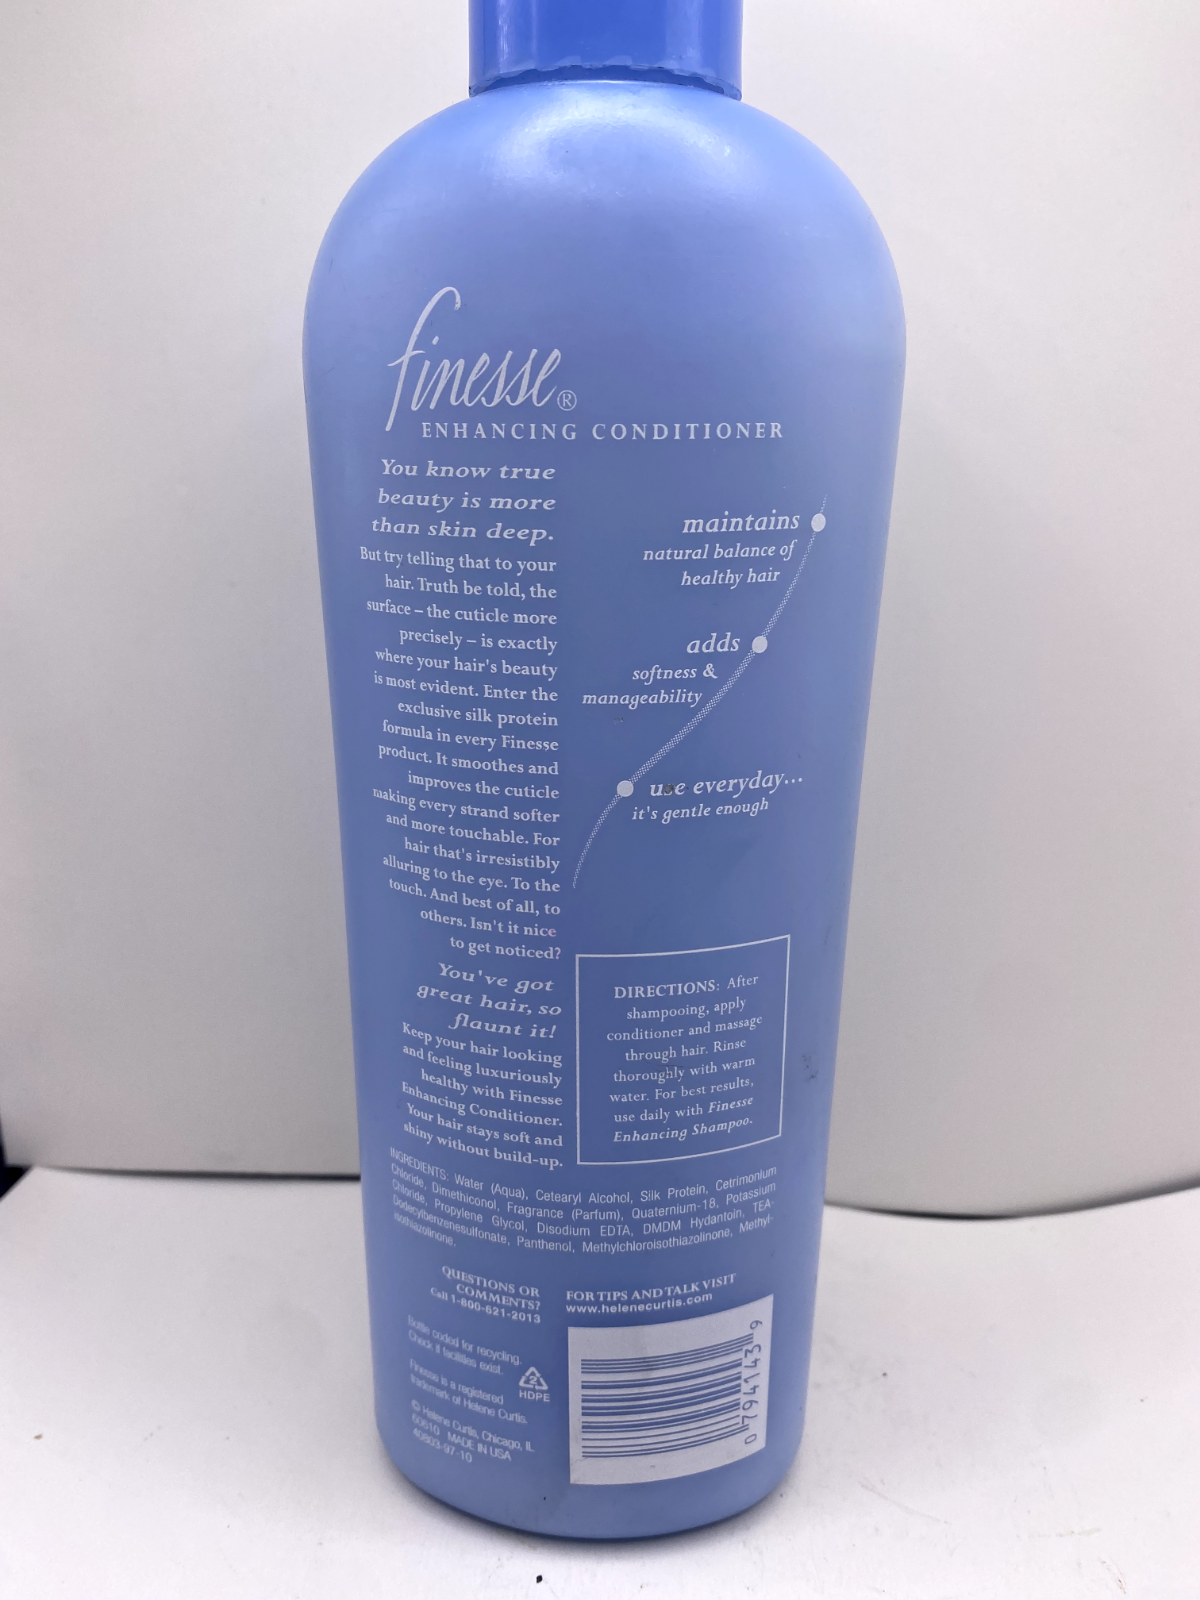 finesse®
ENHANCING CONDITIONER
You know true
beauty is more
than skin deep.
But try telling that to your
hair. Truth be told, the
surface – the cuticle more
precisely – is exactly
where your hair's beauty
is most evident. Enter the
exclusive silk protein
formula in every Finesse
product. It smoothes and
improves the cuticle
making every strand softer
and more touchable. For
hair that's irresistibly
alluring to the eye. To the
touch. And best of all, to
others. Isn't it nice
to get noticed?
You've got
great hair, so
flaunt it!
Keep your hair looking
and feeling luxuriously
healthy with Finesse
Enhancing Conditioner.
Your hair stays soft and
shiny without build-up.
maintains
natural balance of
healthy hair
adds
softness &
manageability
use everyday...
it's gentle enough
DIRECTIONS: After
shampooing, apply
conditioner and massage
through hair. Rinse
thoroughly with warm
water. For best results,
use daily with Finesse
Enhancing Shampoo.
INGREDIENTS: Water (Aqua), Cetearyl Alcohol, Silk Protein, Cetrimonium
Chloride, Dimethiconol, Fragrance (Parfum), Quaternium-18, Potassium
Chloride, Propylene Glycol, Disodium EDTA, DMDM Hydantoin, TEA-
Dodecylbenzenesulfonate, Panthenol, Methylchloroisothiazolinone, Methyl-
isothiazolinone.
QUESTIONS OR
COMMENTS?
Call 1-800-621-2013
FOR TIPS AND TALK VISIT
www.helenecurtis.com
Bottle coded for recycling.
Check if facilities exist.
2
HDPE
Finesse is a registered
trademark of Helene Curtis.
© Helene Curtis, Chicago, IL
60610 MADE IN USA
40803-97-10
0 794143 9